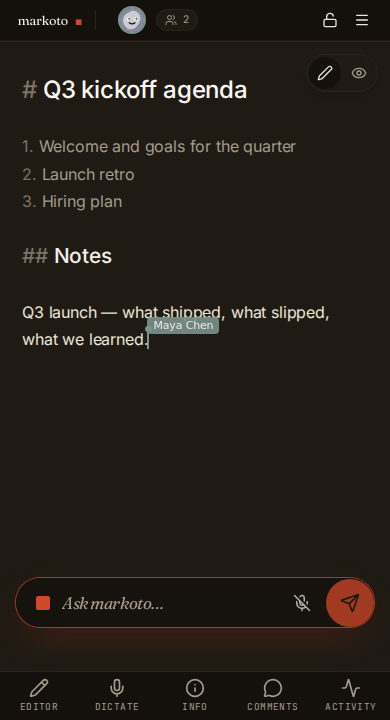 markoto
2
# Q3 kickoff agenda
1. Welcome and goals for the quarter
2. Launch retro
3. Hiring plan
## Notes
Q3 launch — what shipped, what slipped,
Maya Chen
what we learned.
Ask markoto...
EDITOR
DICTATE
INFO
COMMENTS
ACTIVITY